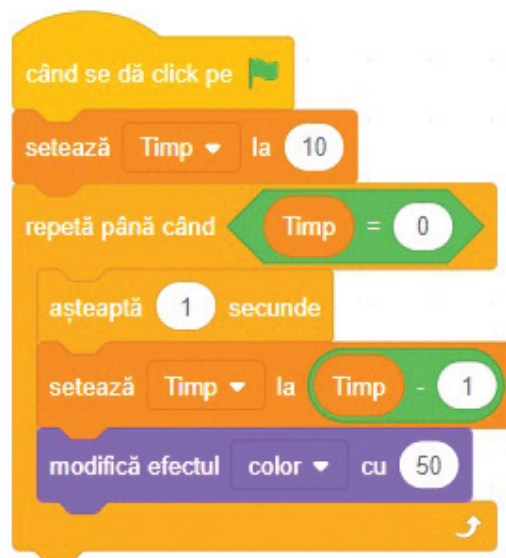 când se dă click pe
setează Timp la 10
repetă până când Timp = 0
așteaptă 1 secunde
setează Timp la Timp - 1
modifică efectul color cu 50